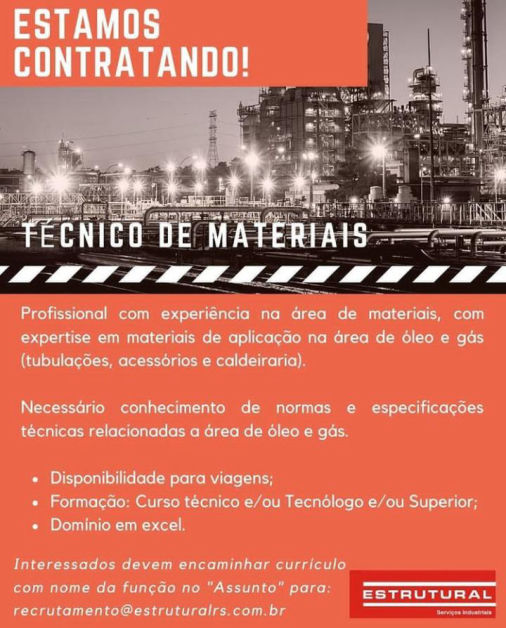 ESTAMOS
CONTRATANDO!
TÉCNICO DE MATERIAIS
Profissional com experiência na área de materiais, com
expertise em materiais de aplicação na área de óleo e gás
(tubulações, acessórios e caldeiraria).
Necessário conhecimento de normas e especificações
técnicas relacionadas a área de óleo e gás.
• Disponibilidade para viagens;
• Formação: Curso técnico e/ou Tecnólogo e/ou Superior;
• Domínio em excel.
Interessados devem encaminhar currículo
com nome da função no "Assunto" para:
recrutamento@estruturalrs.com.br
ESTRUTURAL
Serviços Industriais